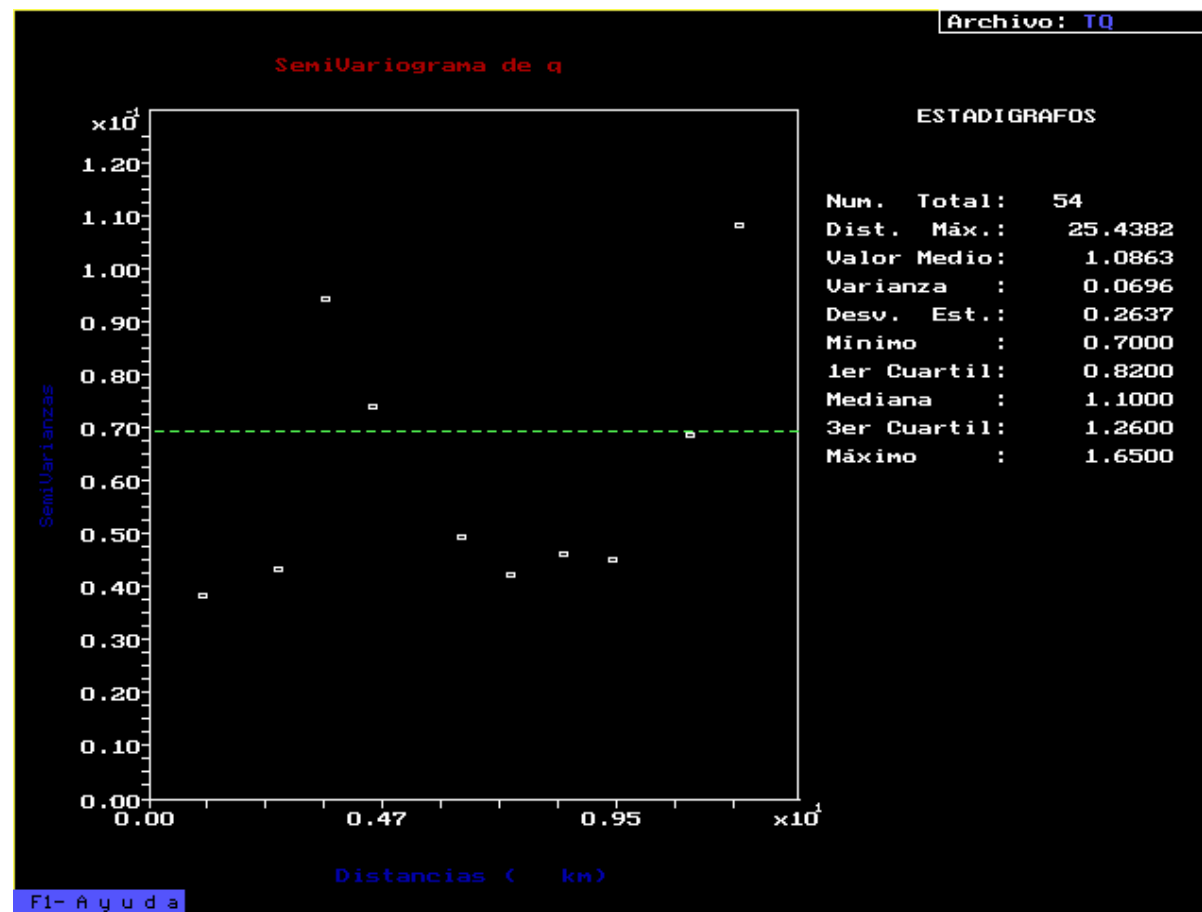 Archivo: TQ
SemiVariograma de q
x10-1
1.20
1.10
1.00
0.90
0.80
0.70
0.60
0.50
0.40
0.30
0.20
0.10
0.00
SemiVarianzas
0.00 0.47 0.95 x101
Distancias ( km)
ESTADIGRAFOS
Num. Total: 54
Dist. Máx.: 25.4382
Valor Medio: 1.0863
Varianza : 0.0696
Desv. Est.: 0.2637
Mínimo : 0.7000
1er Cuartil: 0.8200
Mediana : 1.1000
3er Cuartil: 1.2600
Máximo : 1.6500
F1- A y u d a